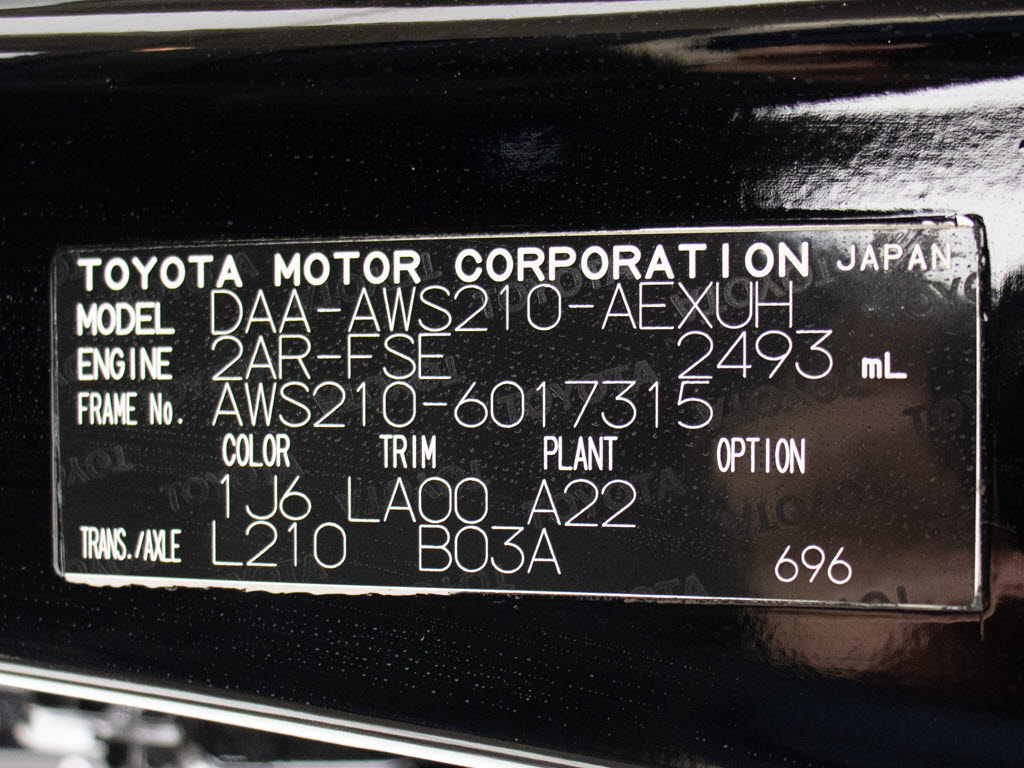 TOYOTA MOTOR CORPORATION JAPAN
MODEL DAA-AWS210-AEXUH
ENGINE 2AR-FSE 2493 mL
FRAME No. AWS210-6017315
COLOR TRIM PLANT OPTION
1J6 LA00 A22
TRANS./AXLE L210 B03A 696